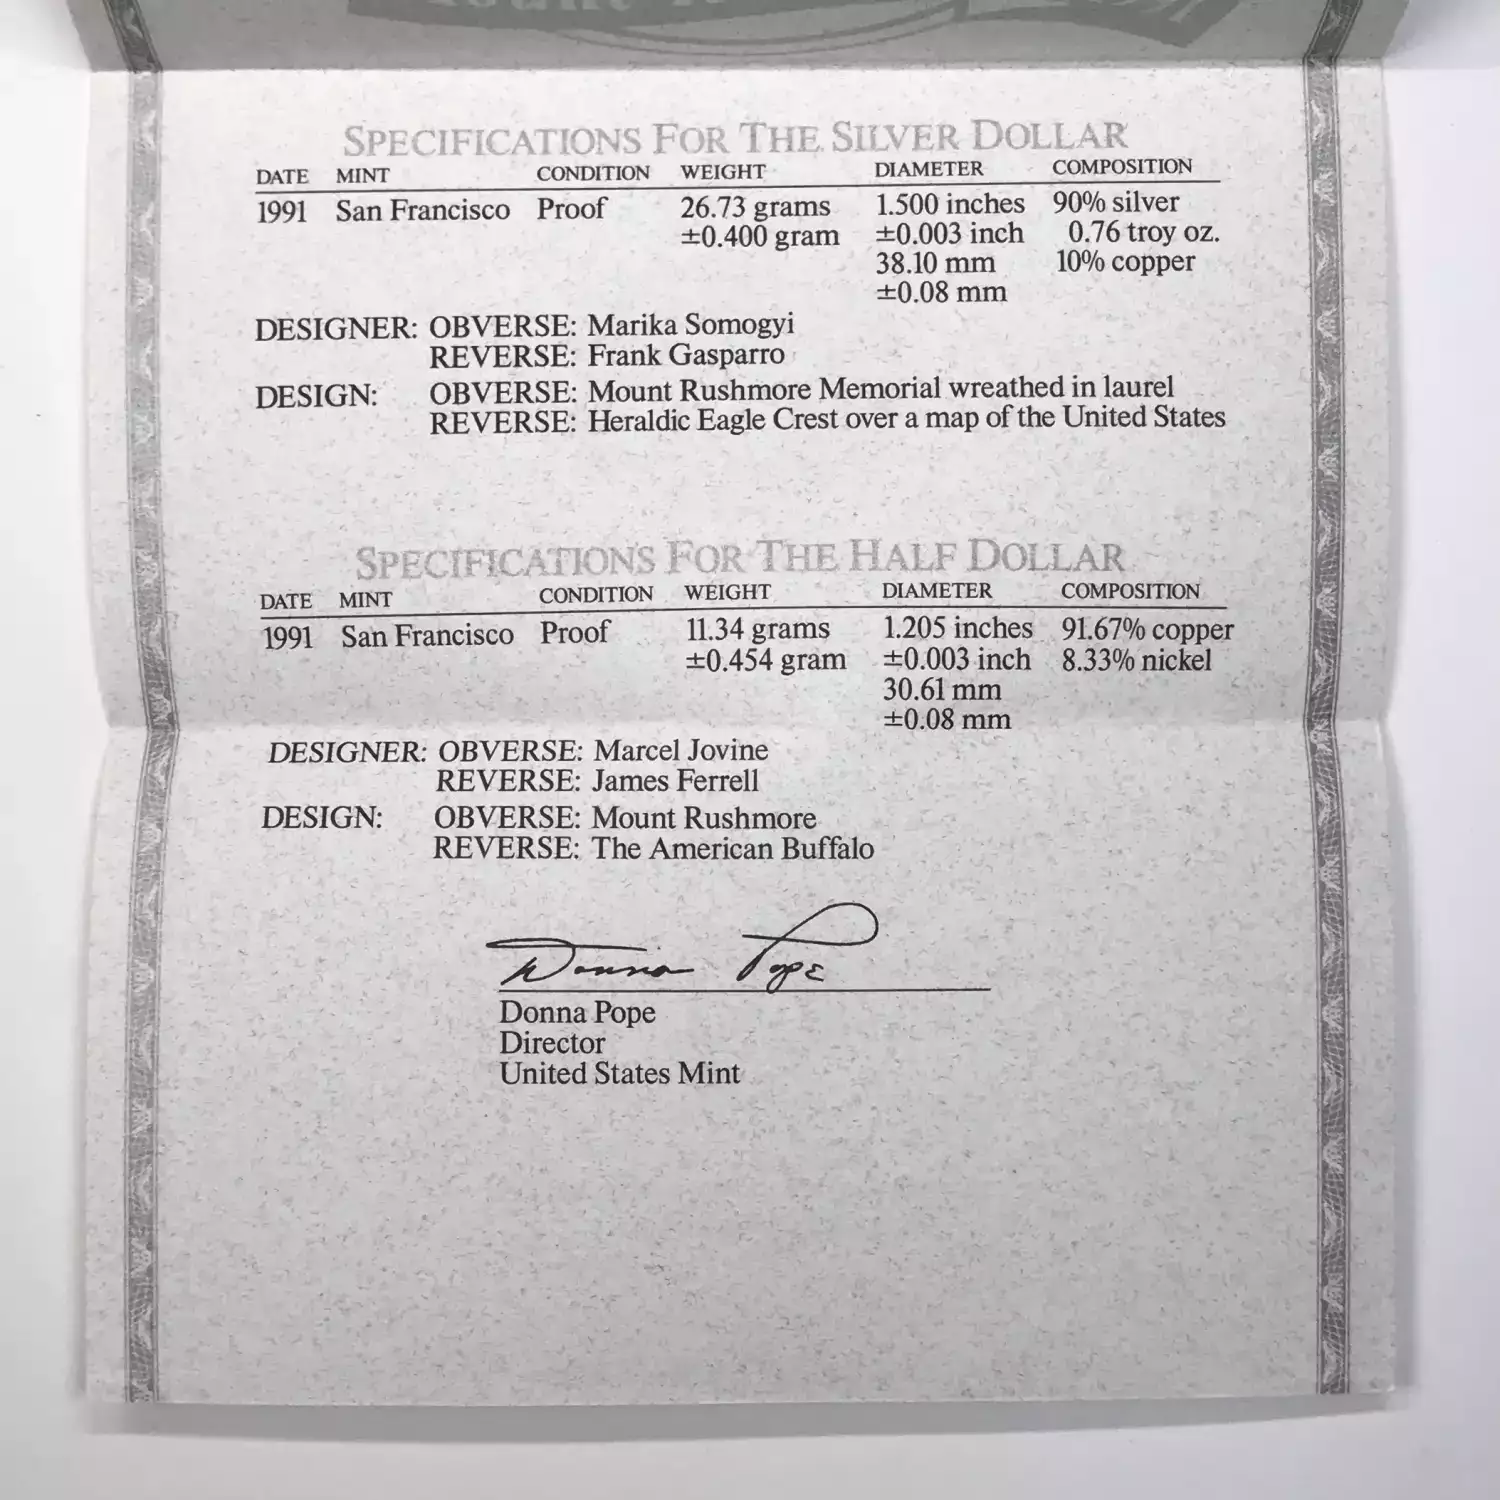 SPECIFICATIONS FOR THE SILVER DOLLAR
DATE MINT CONDITION WEIGHT DIAMETER COMPOSITION
1991 San Francisco Proof 26.73 grams 1.500 inches 90% silver
±0.400 gram ±0.003 inch 0.76 troy oz.
38.10 mm 10% copper
±0.08 mm
DESIGNER: OBVERSE: Marika Somogyi
REVERSE: Frank Gasparro
DESIGN: OBVERSE: Mount Rushmore Memorial wreathed in laurel
REVERSE: Heraldic Eagle Crest over a map of the United States
SPECIFICATIONS FOR THE HALF DOLLAR
DATE MINT CONDITION WEIGHT DIAMETER COMPOSITION
1991 San Francisco Proof 11.34 grams 1.205 inches 91.67% copper
±0.454 gram ±0.003 inch 8.33% nickel
30.61 mm
±0.08 mm
DESIGNER: OBVERSE: Marcel Jovine
REVERSE: James Ferrell
DESIGN: OBVERSE: Mount Rushmore
REVERSE: The American Buffalo
Donna Pope
Donna Pope
Director
United States Mint